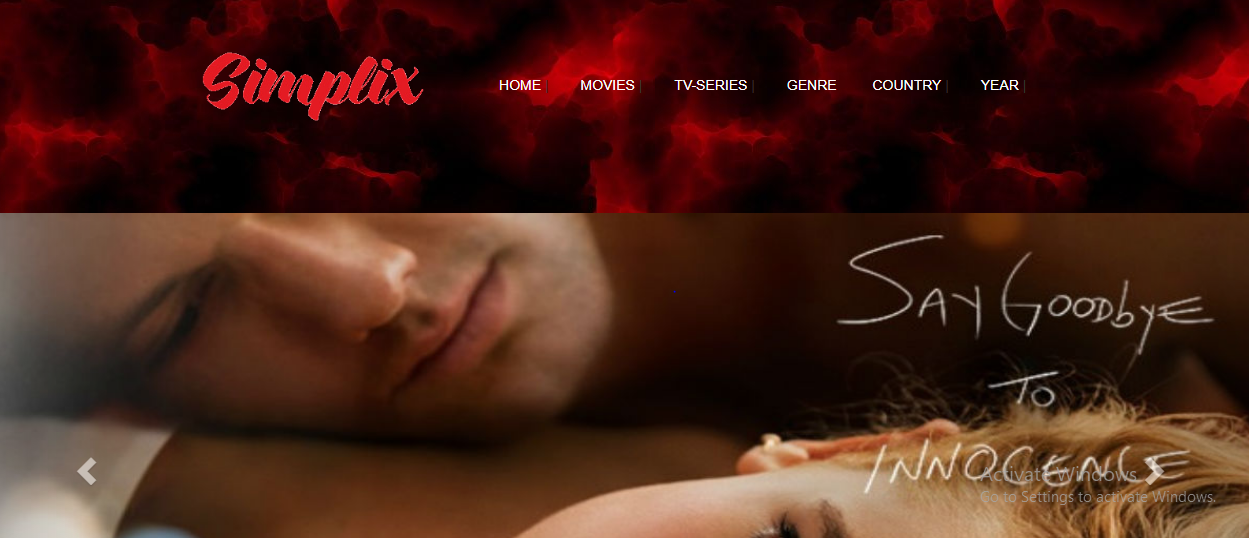 Simplix
HOME | MOVIES | TV-SERIES | GENRE COUNTRY | YEAR |
SAY GOODbyE
TO
INNOCENCE
Activate Windows
Go to Settings to activate Windows.